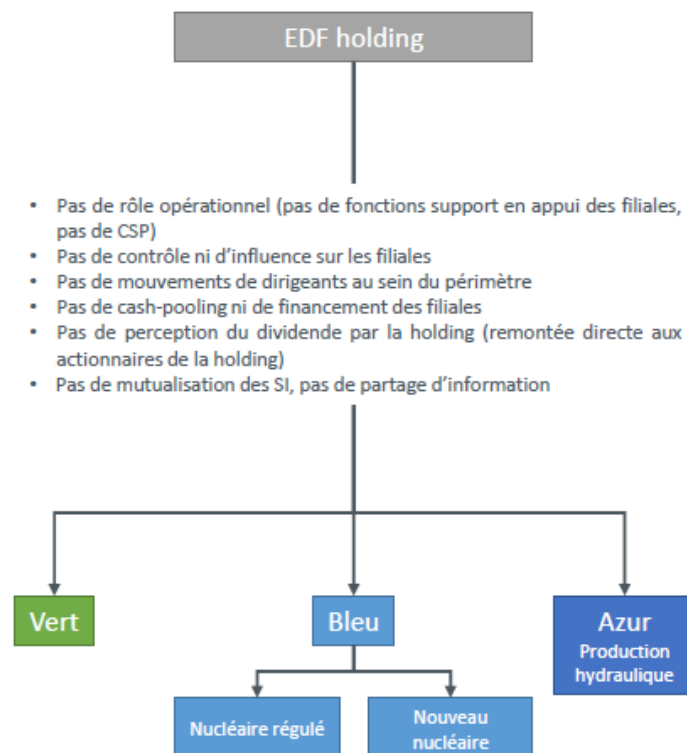 EDF holding
• Pas de rôle opérationnel (pas de fonctions support en appui des filiales,
pas de CSP)
• Pas de contrôle ni d’influence sur les filiales
• Pas de mouvements de dirigeants au sein du périmètre
• Pas de cash-pooling ni de financement des filiales
• Pas de perception du dividende par la holding (remontée directe aux
actionnaires de la holding)
• Pas de mutualisation des SI, pas de partage d’information
Vert
Bleu
Azur
Production
hydraulique
Nucléaire régulé
Nouveau
nucléaire